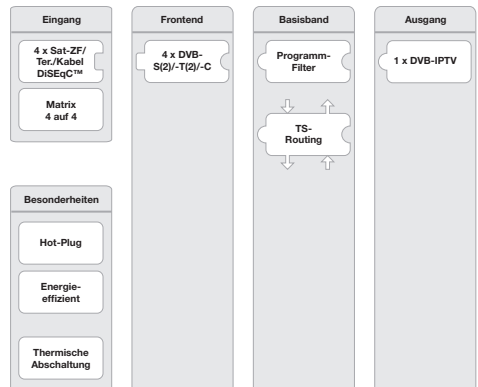 Eingang
4 x Sat-ZF/
Ter./Kabel
DiSEqC™
Matrix
4 auf 4
Besonderheiten
Hot-Plug
Energie-
effizient
Thermische
Abschaltung
Frontend
4 x DVB-
S(2)/-T(2)/-C
Basisband
Programm-
Filter
TS-
Routing
Ausgang
1 x DVB-IPTV